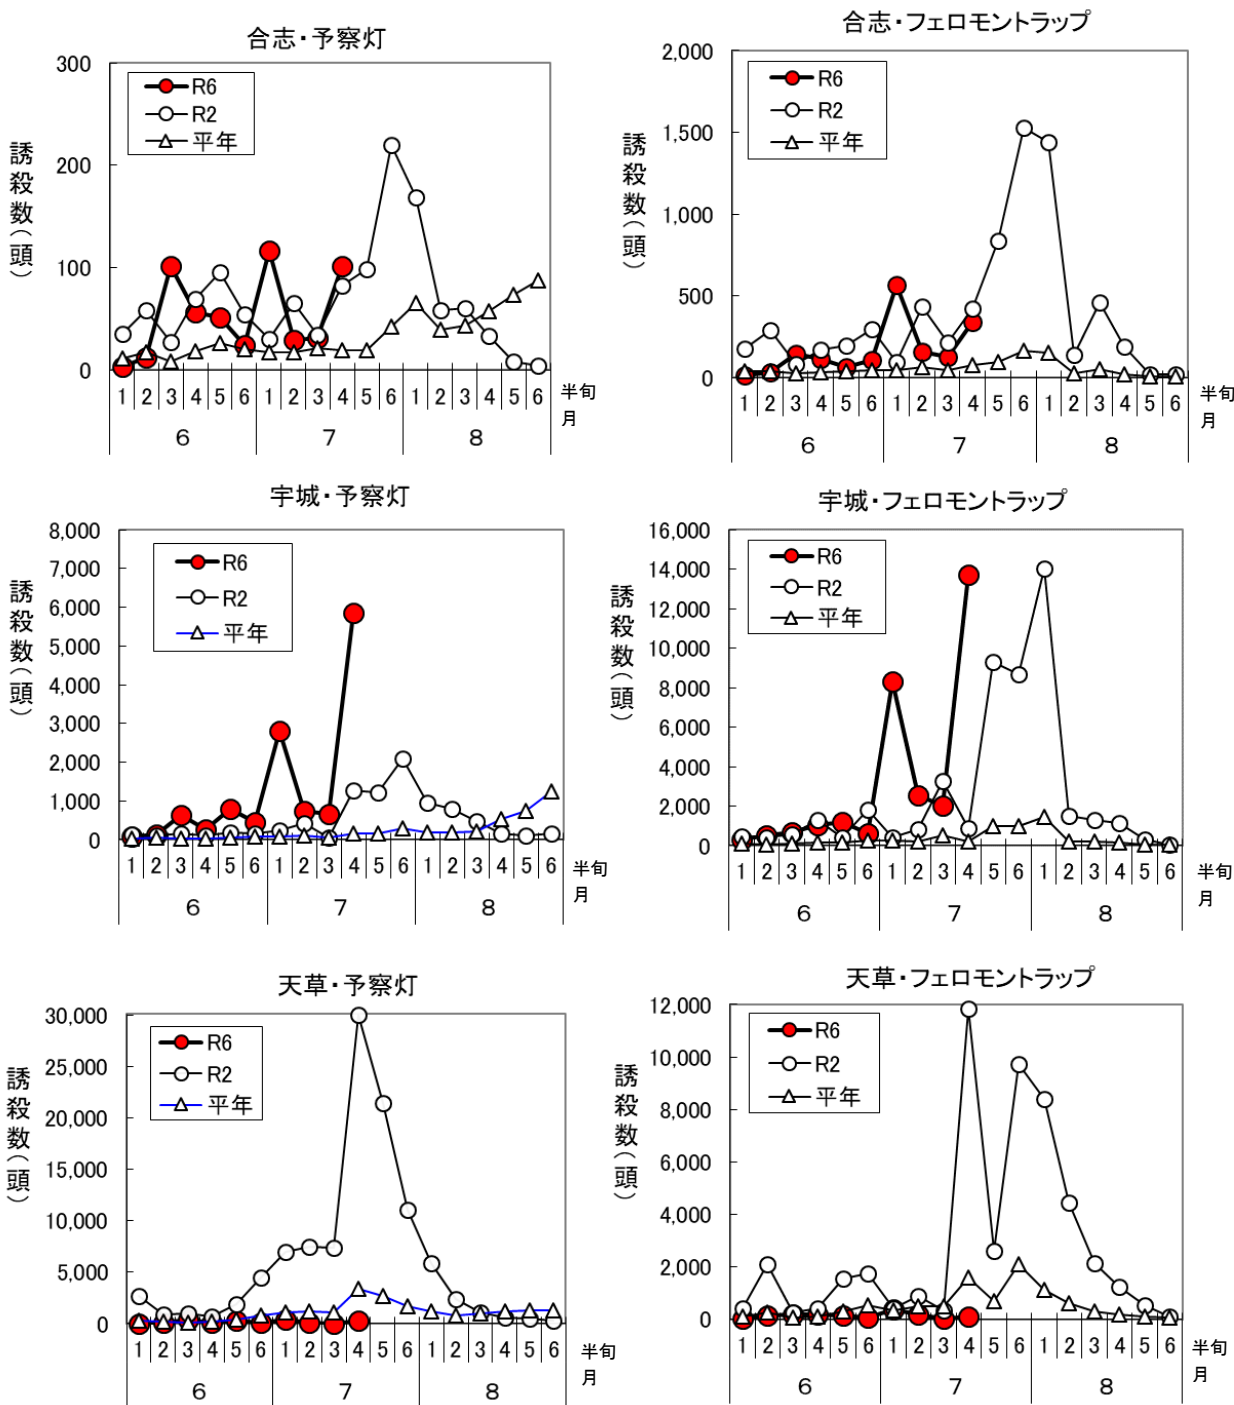 合志・予察灯
300
200
100
0
誘殺数(頭)
R6
R2
平年
1 2 3 4 5 6 1 2 3 4 5 6 1 2 3 4 5 6 半旬
6 7 8 月
合志・フェロモントラップ
2,000
1,500
1,000
500
0
誘殺数(頭)
R6
R2
平年
1 2 3 4 5 6 1 2 3 4 5 6 1 2 3 4 5 6 半旬
6 7 8 月
宇城・予察灯
8,000
7,000
6,000
5,000
4,000
3,000
2,000
1,000
0
誘殺数(頭)
R6
R2
平年
1 2 3 4 5 6 1 2 3 4 5 6 1 2 3 4 5 6 半旬
6 7 8 月
宇城・フェロモントラップ
16,000
14,000
12,000
10,000
8,000
6,000
4,000
2,000
0
誘殺数(頭)
R6
R2
平年
1 2 3 4 5 6 1 2 3 4 5 6 1 2 3 4 5 6 半旬
6 7 8 月
天草・予察灯
30,000
25,000
20,000
15,000
10,000
5,000
0
誘殺数(頭)
R6
R2
平年
1 2 3 4 5 6 1 2 3 4 5 6 1 2 3 4 5 6 半旬
6 7 8 月
天草・フェロモントラップ
12,000
10,000
8,000
6,000
4,000
2,000
0
誘殺数(頭)
R6
R2
平年
1 2 3 4 5 6 1 2 3 4 5 6 1 2 3 4 5 6 半旬
6 7 8 月